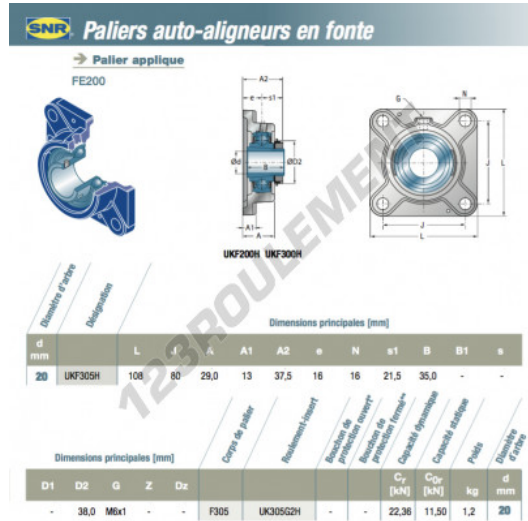 SNR Paliers auto-aligneurs en fonte
Palier applique
FE200
A2
e s1
G
N
Ød
B
ØD2
J
L
A1
A
J
L
UKF200H UKF300H
123ROULEMENT
Diamètre d'arbre
Désignation
Dimensions principales [mm]
d mm L J A A1 A2 e N s1 B B1 s
20 UKF305H 108 80 29,0 13 37,5 16 16 21,5 35,0 - -
Dimensions principales [mm]
Corps de palier
Roulement-insert
Bouchon de protection ouvert*
Bouchon de protection fermé**
Capacité dynamique
Capacité statique
Poids
Diamètre d'arbre
D1 D2 G Z Dz Cr [kN] C0r [kN] kg d mm
- 38,0 M6x1 - - F305 UK305G2H - - 22,36 11,50 1,2 20